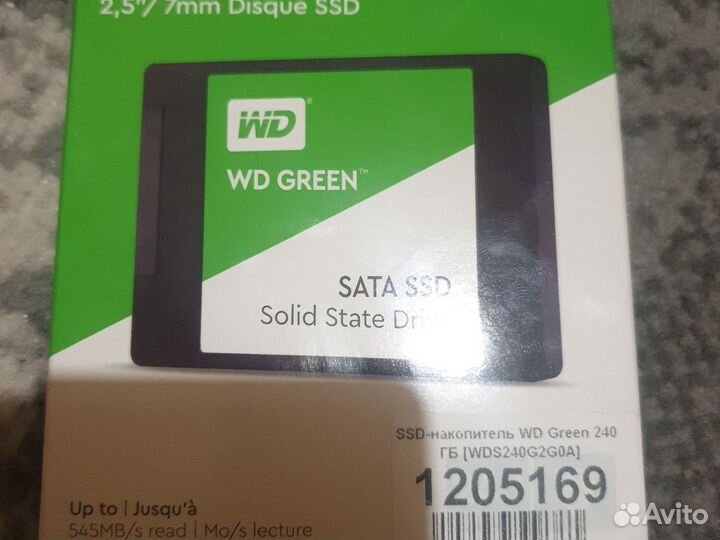 2,5"/ 7mm Disque SSD
WD®
WD GREEN™
SATA SSD
Solid State Dri
SSD-накопитель WD Green 240
ГБ [WDS240G2G0A]
1205169
Up to | Jusqu'à
545MB/s read | Mo/s lecture
Avito